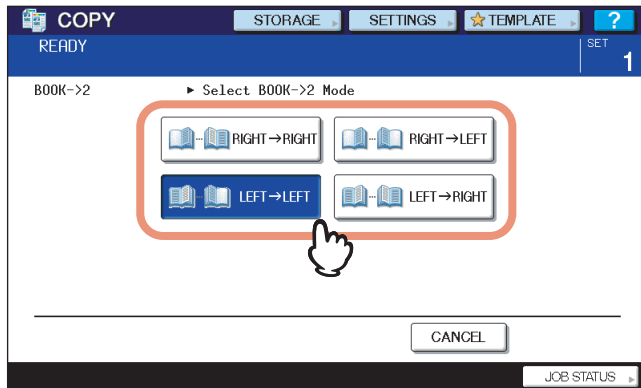 COPY STORAGE SETTINGS TEMPLATE ?
READY SET
1
BOOK->2 ► Select BOOK->2 Mode
RIGHT→RIGHT RIGHT→LEFT
LEFT→LEFT LEFT→RIGHT
CANCEL
JOB STATUS